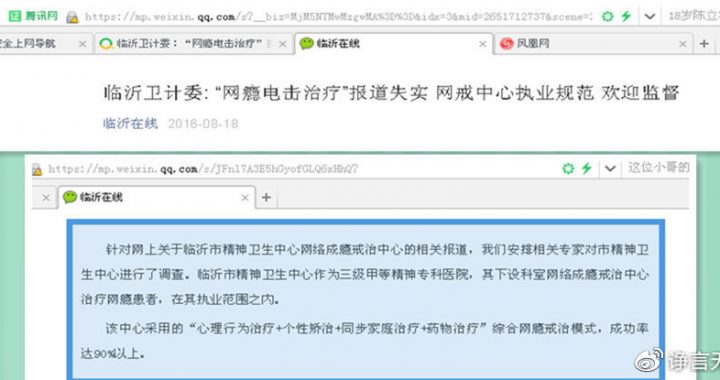 腾讯网 https://mp.weixin.qq.com/s?__biz=MjM5NTMwMzgwMA%3D%3D&idx=3&mid=2651712737&scene= 18岁陈立
安全上网导航 临沂卫计委:“网瘾电击治疗” 临沂在线 凤凰网
临沂卫计委:“网瘾电击治疗”报道失实 网戒中心执业规范 欢迎监督
临沂在线 2016-08-18
https://mp.weixin.qq.com/s/JFnl7A3E5hGyofGLQ6xHhQ? 这位小哥的
临沂在线
针对网上关于临沂市精神卫生中心网络成瘾戒治中心的相关报道，我们安排相关专家对市精神卫
生中心进行了调查。临沂市精神卫生中心作为三级甲等精神专科医院，其下设科室网络成瘾戒治中心
治疗网瘾患者，在其执业范围之内。
该中心采用的“心理行为治疗+个性矫治+同步家庭治疗+药物治疗”综合网瘾戒治模式，成功率
达90%以上。
@诤言天